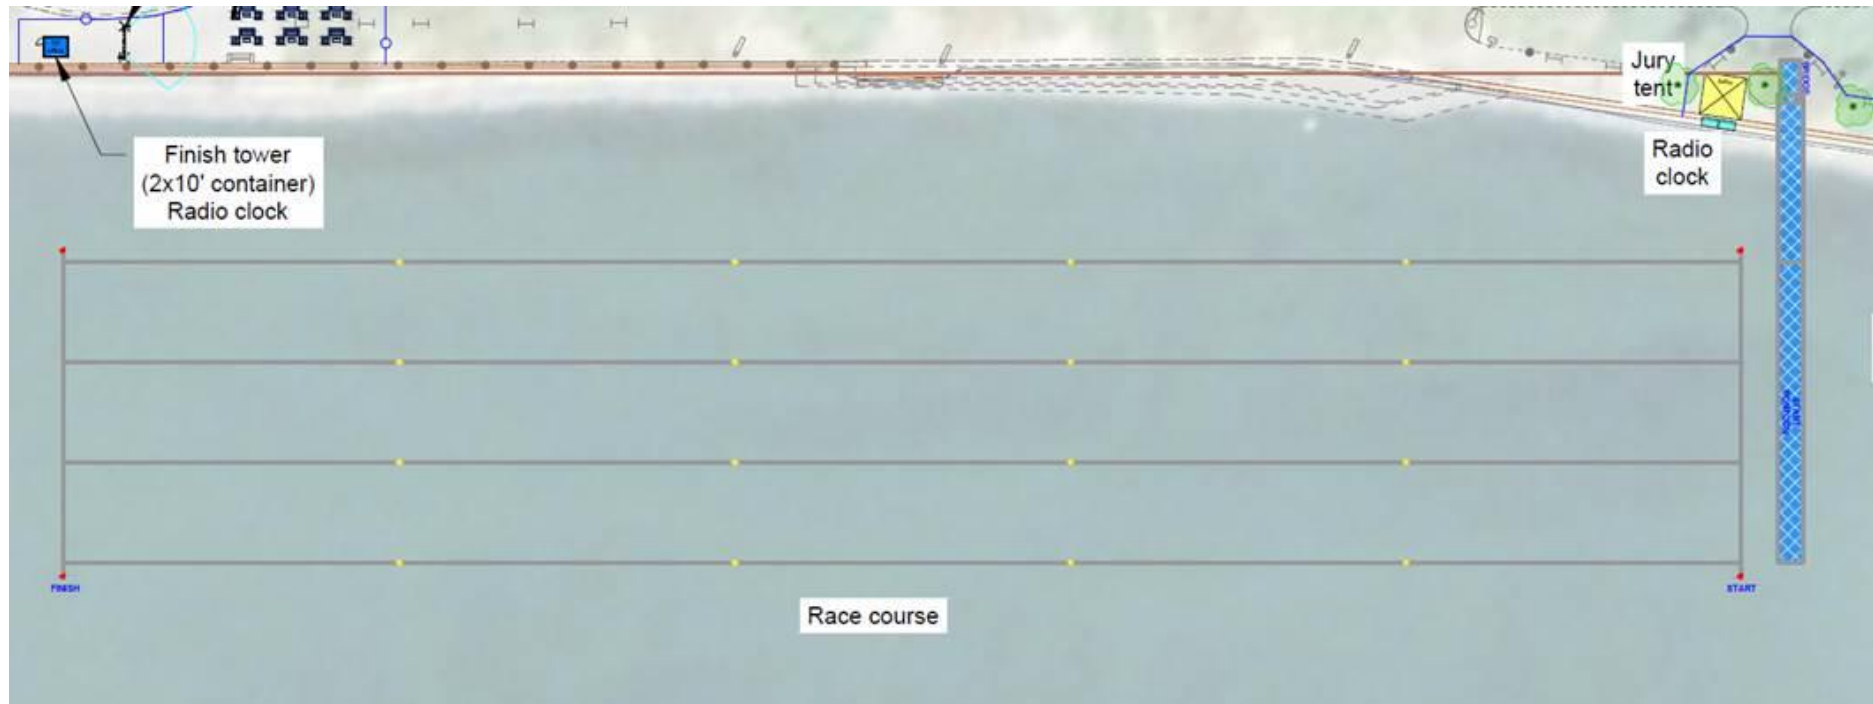 Jury
tent
Finish tower
(2x10' container)
Radio clock
Radio
clock
FINISH
START
Race course